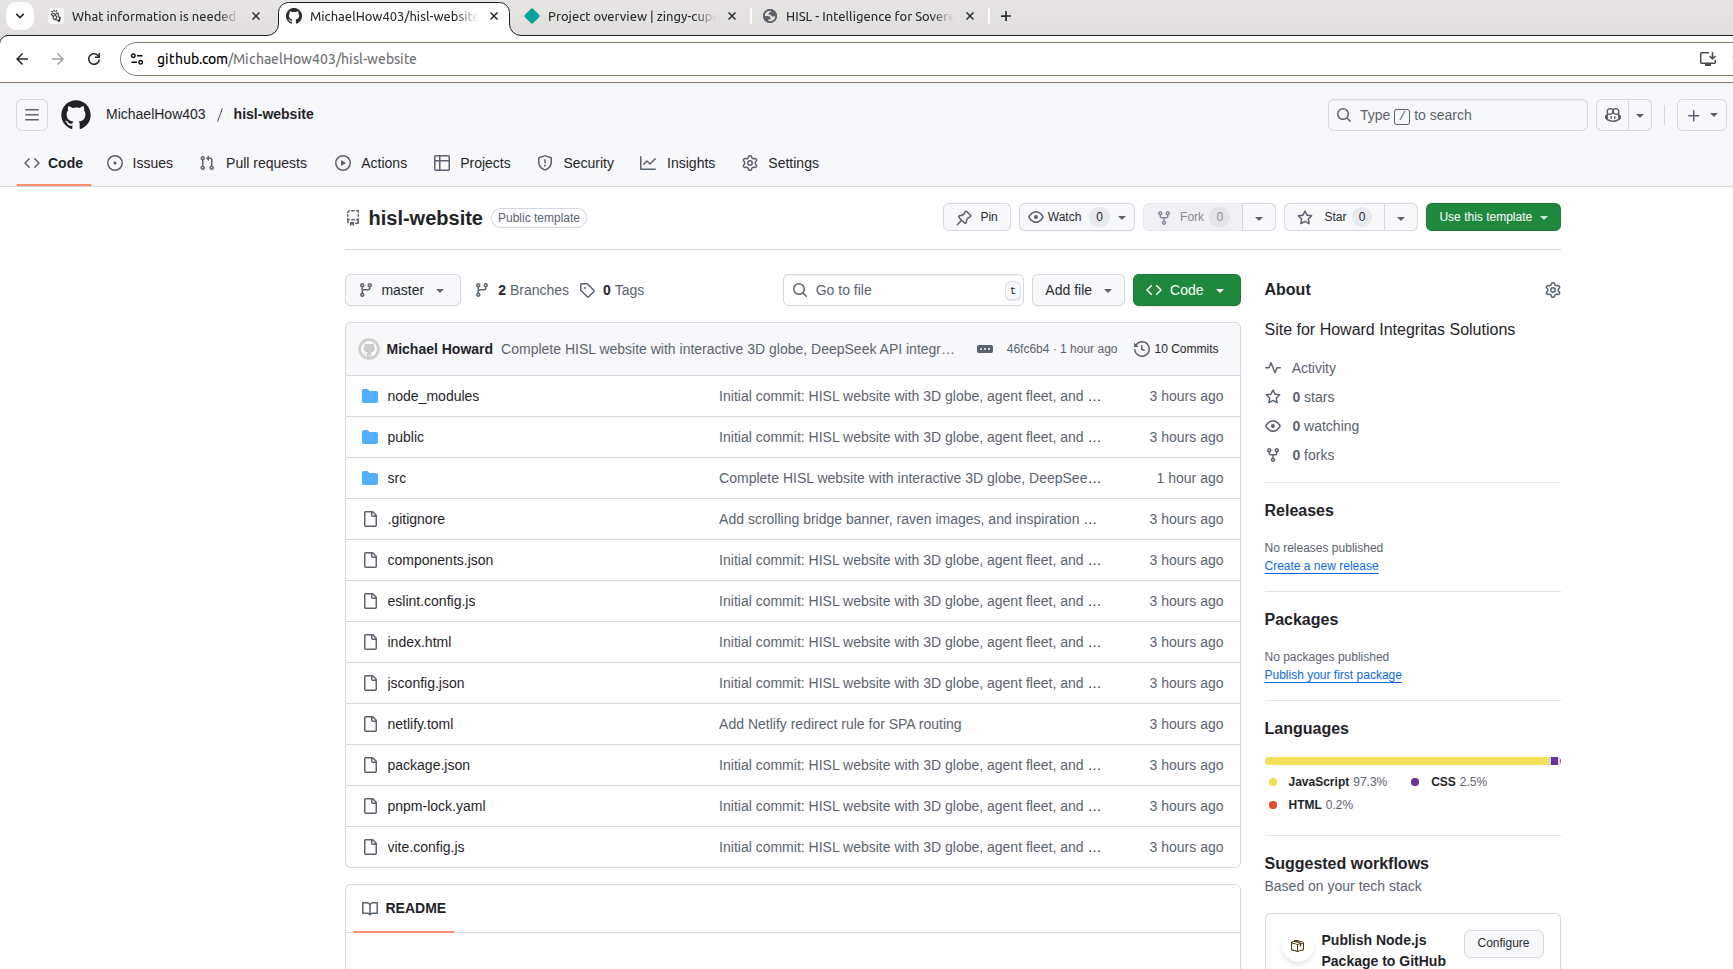 What information is needed
MichaelHow403/hisl-website
Project overview | zingy-cup
HISL - Intelligence for Sovere
github.com/MichaelHow403/hisl-website
MichaelHow403 / hisl-website
Type / to search
Code
Issues
Pull requests
Actions
Projects
Security
Insights
Settings
hisl-website Public template
Pin
Watch 0
Fork 0
Star 0
Use this template
master
2 Branches
0 Tags
Go to file t
Add file
Code
Michael Howard Complete HISL website with interactive 3D globe, DeepSeek API integr… 46fc6b4 · 1 hour ago 10 Commits
node_modules Initial commit: HISL website with 3D globe, agent fleet, and … 3 hours ago
public Initial commit: HISL website with 3D globe, agent fleet, and … 3 hours ago
src Complete HISL website with interactive 3D globe, DeepSee… 1 hour ago
.gitignore Add scrolling bridge banner, raven images, and inspiration … 3 hours ago
components.json Initial commit: HISL website with 3D globe, agent fleet, and … 3 hours ago
eslint.config.js Initial commit: HISL website with 3D globe, agent fleet, and … 3 hours ago
index.html Initial commit: HISL website with 3D globe, agent fleet, and … 3 hours ago
jsconfig.json Initial commit: HISL website with 3D globe, agent fleet, and … 3 hours ago
netlify.toml Add Netlify redirect rule for SPA routing 3 hours ago
package.json Initial commit: HISL website with 3D globe, agent fleet, and … 3 hours ago
pnpm-lock.yaml Initial commit: HISL website with 3D globe, agent fleet, and … 3 hours ago
vite.config.js Initial commit: HISL website with 3D globe, agent fleet, and … 3 hours ago
README
About
Site for Howard Integritas Solutions
Activity
0 stars
0 watching
0 forks
Releases
No releases published
Create a new release
Packages
No packages published
Publish your first package
Languages
JavaScript 97.3% CSS 2.5%
HTML 0.2%
Suggested workflows
Based on your tech stack
Publish Node.js
Package to GitHub
Configure